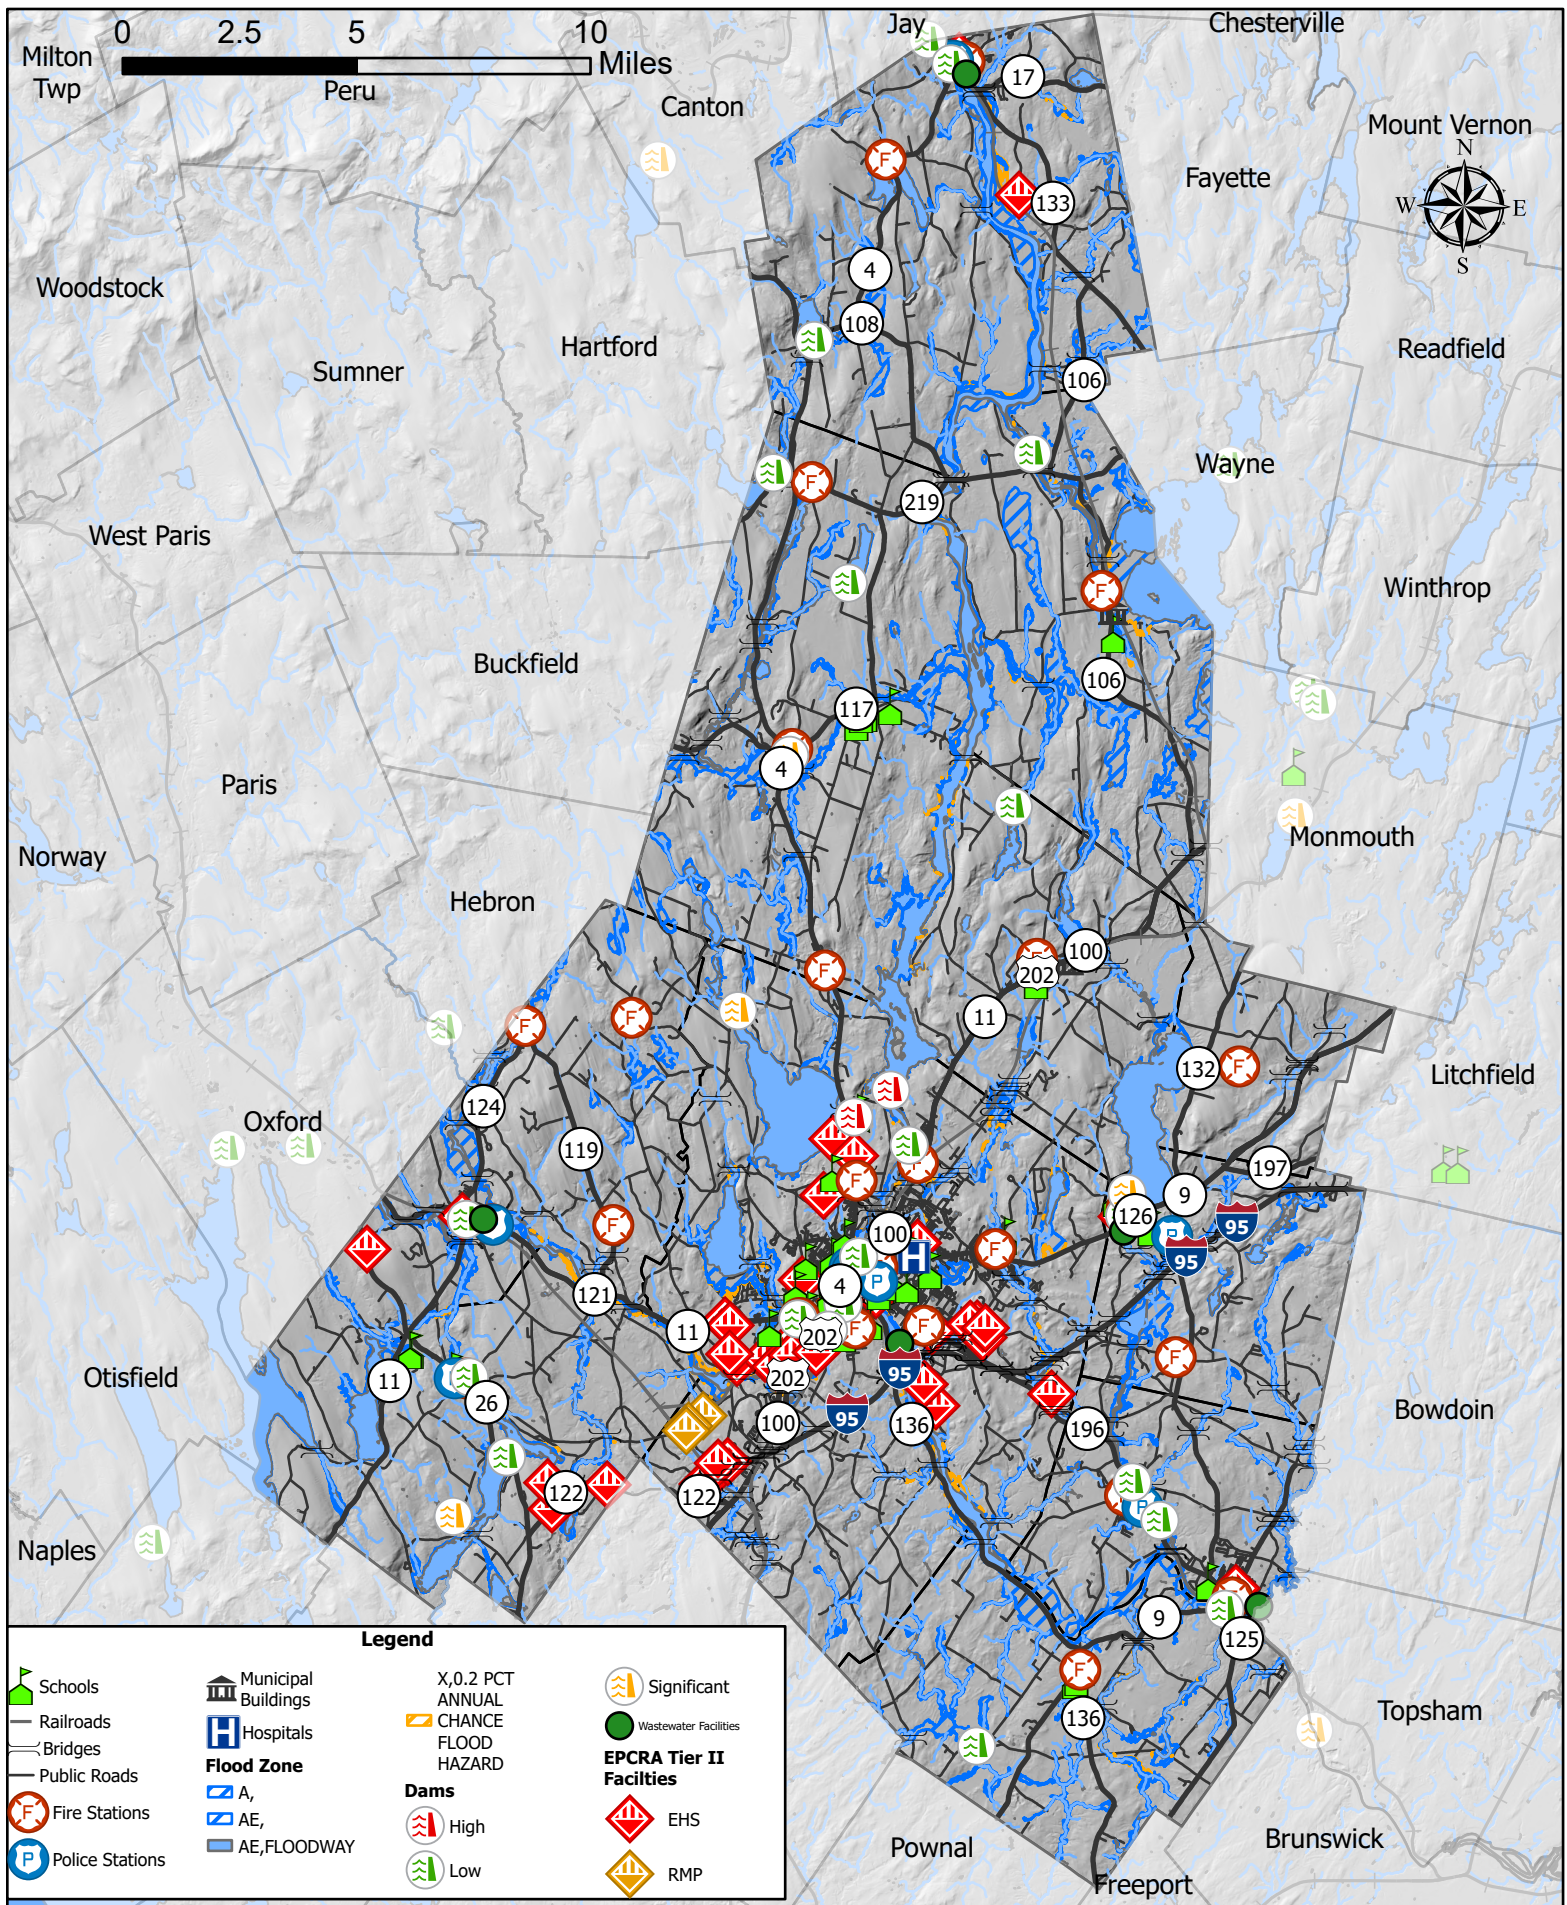 0 2.5 5 10
Miles
Milton
Twp
Peru
Jay
Chesterville
Canton
17
Mount Vernon
N
W E
S
Fayette
133
4
Woodstock
108
Hartford
Sumner
Readfield
106
Wayne
219
West Paris
Winthrop
Buckfield
106
117
4
Paris
Monmouth
Norway
Hebron
100
202
11
132
Litchfield
124
Oxford
119
197
9
126
95
95
100
H
4
P
121
11
202
202
95
Otisfield
11
26
95
100
136
196
Bowdoin
122
122
Naples
9
125
136
Topsham
Pownal
Brunswick
Freeport
Legend
Schools
Railroads
Bridges
Public Roads
F Fire Stations
P Police Stations
Municipal
Buildings
H Hospitals
Flood Zone
A,
AE,
AE,FLOODWAY
X,0.2 PCT
ANNUAL
CHANCE
FLOOD
HAZARD
Dams
High
Low
Significant
Wastewater Facilities
EPCRA Tier II
Facilties
EHS
RMP